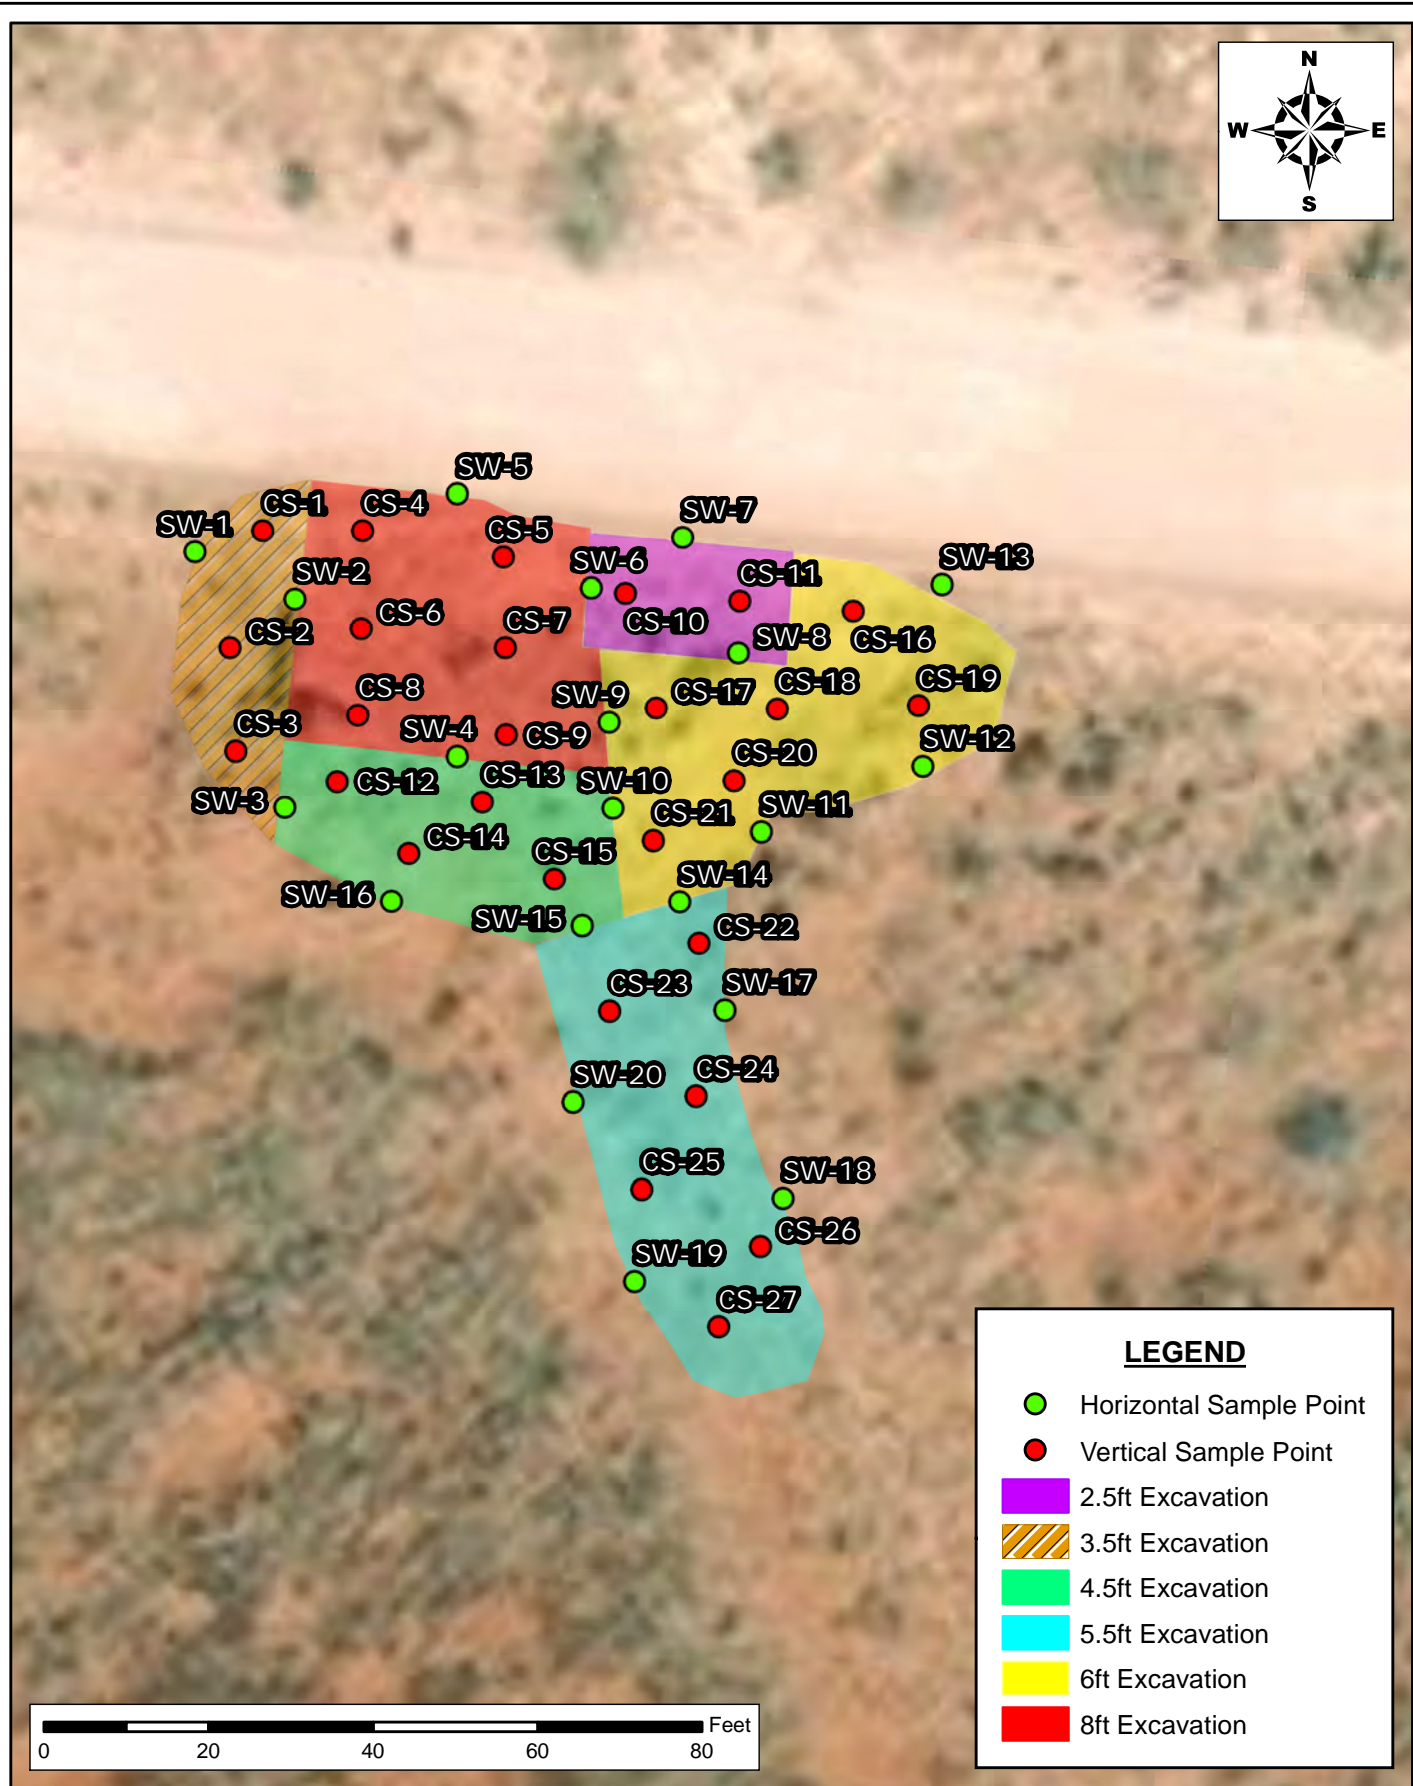 N
W E
S
SW-5
CS-1 CS-4
SW-7
SW-1 CS-5
SW-6 SW-13
SW-2 CS-11
CS-6 CS-10
CS-2 CS-7 SW-8 CS-16
CS-8 SW-9 CS-17 CS-18 CS-19
CS-3 SW-4 CS-9 SW-12
CS-12 CS-13 SW-10 CS-20
SW-3 CS-21 SW-11
CS-14 CS-15
SW-16 SW-15 SW-14
CS-22
CS-23 SW-17
SW-20 CS-24
CS-25 SW-18
SW-19 CS-26
CS-27
LEGEND
Horizontal Sample Point
Vertical Sample Point
2.5ft Excavation
3.5ft Excavation
4.5ft Excavation
5.5ft Excavation
6ft Excavation
8ft Excavation
Feet
0 20 40 60 80